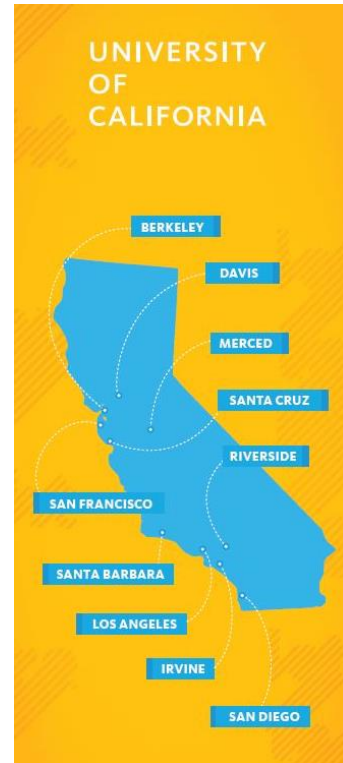 UNIVERSITY
OF
CALIFORNIA
BERKELEY
DAVIS
MERCED
SANTA CRUZ
RIVERSIDE
SAN FRANCISCO
SANTA BARBARA
LOS ANGELES
IRVINE
SAN DIEGO